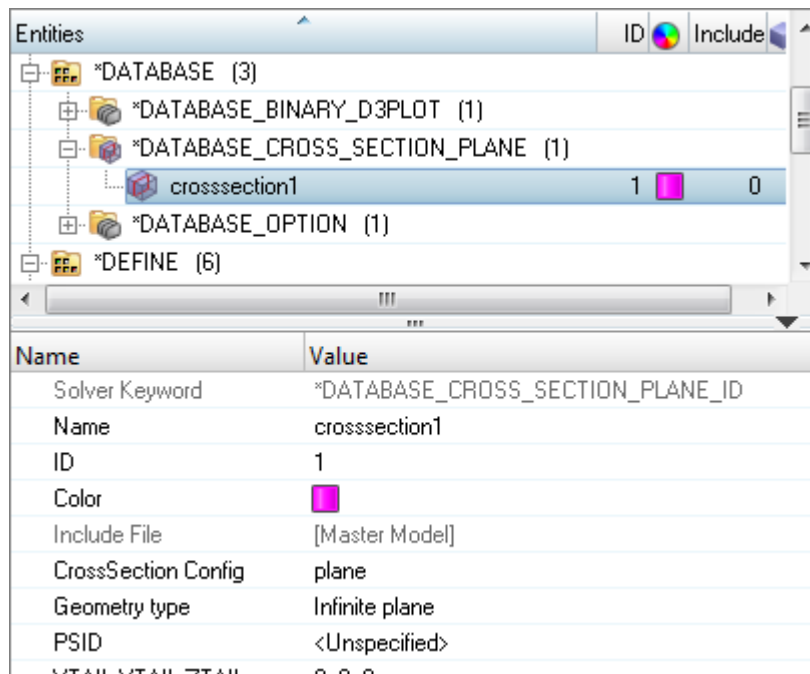 Entities ID Include
*DATABASE (3)
*DATABASE_BINARY_D3PLOT (1)
*DATABASE_CROSS_SECTION_PLANE (1)
crosssection1 1 0
*DATABASE_OPTION (1)
*DEFINE (6)
Name Value
Solver Keyword *DATABASE_CROSS_SECTION_PLANE_ID
Name crosssection1
ID 1
Color
Include File [Master Model]
CrossSection Config plane
Geometry type Infinite plane
PSID <Unspecified>